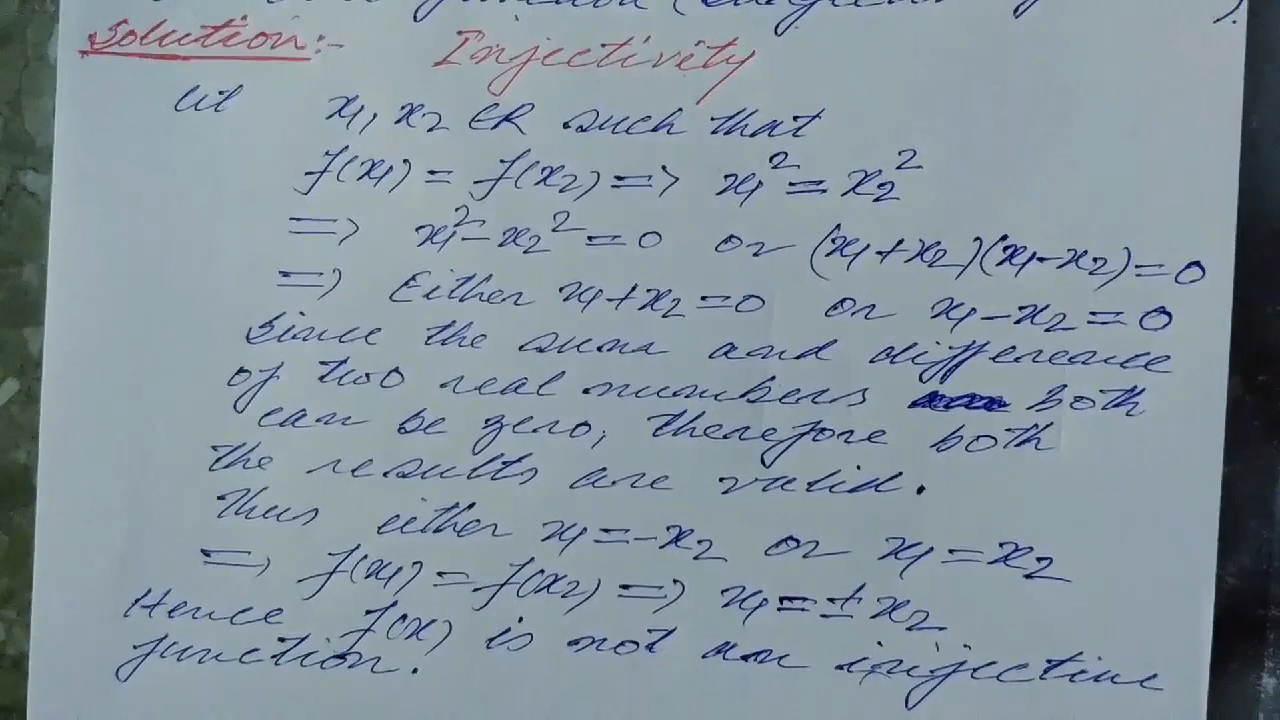 function (
Solution:-
Injectivity
Let x1, x2 ∈ R such that
f(x1) = f(x2) => x1² = x2²
=> x1² - x2² = 0 or (x1 + x2)(x1 - x2) = 0
=> Either x1 + x2 = 0 or x1 - x2 = 0
Since the sum and difference
of two real numbers both
can be zero, therefore both
the results are valid.
Thus either x1 = -x2 or x1 = x2
=> f(x1) = f(x2) => x1 = ± x2
Hence f(x) is not an injective
function.